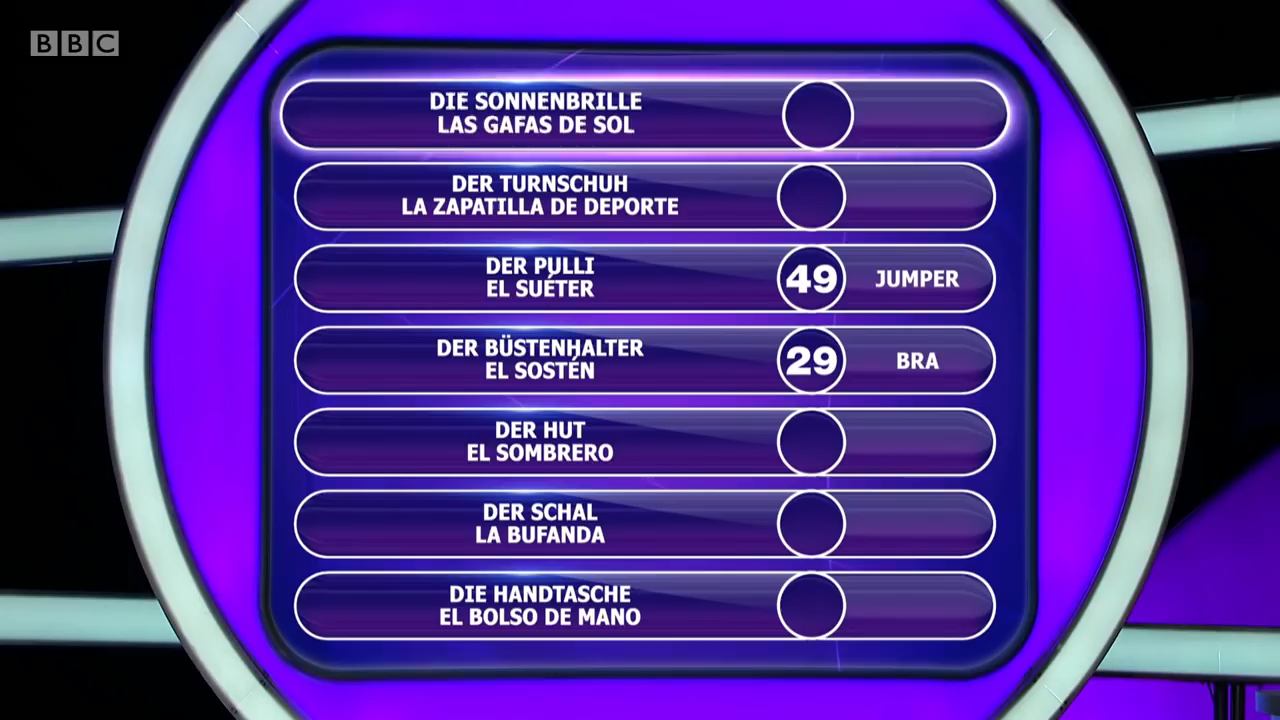 BBC
DIE SONNENBRILLE
LAS GAFAS DE SOL
DER TURNSCHUH
LA ZAPATILLA DE DEPORTE
DER PULLI
EL SUÉTER
49 JUMPER
DER BÜSTENHALTER
EL SOSTÉN
29 BRA
DER HUT
EL SOMBRERO
DER SCHAL
LA BUFANDA
DIE HANDTASCHE
EL BOLSO DE MANO